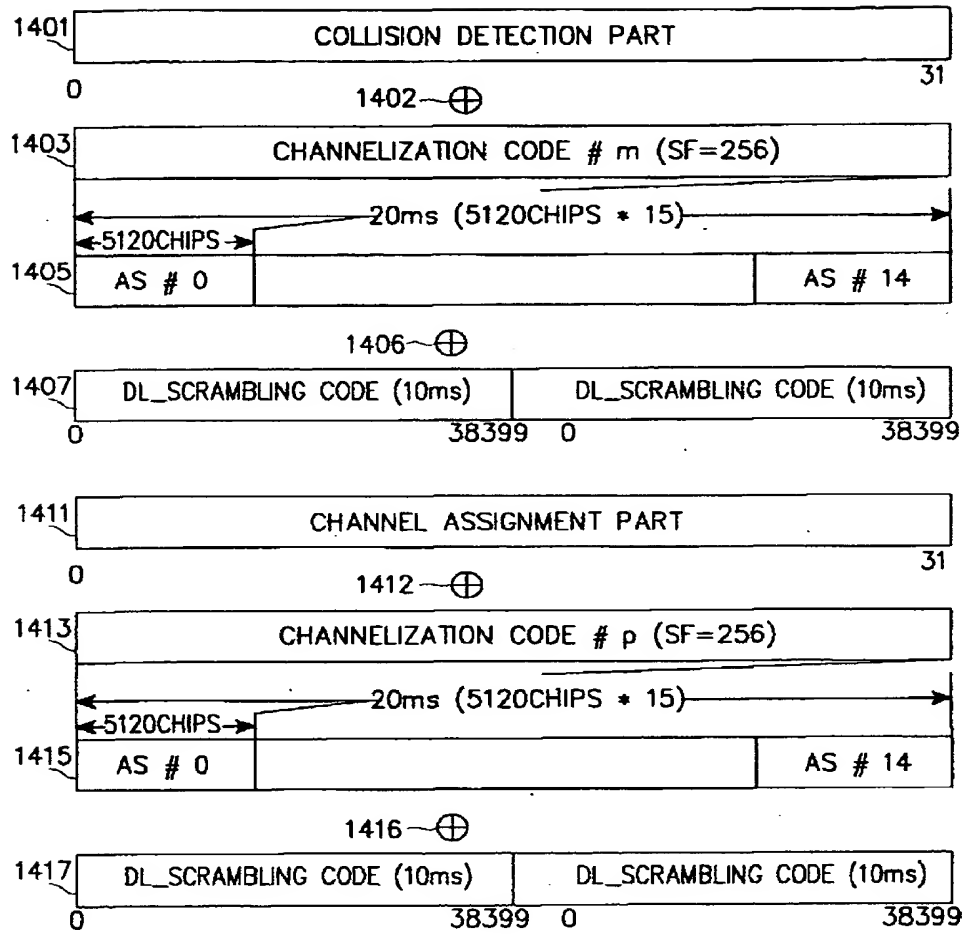 1401 COLLISION DETECTION PART
0 31
1402 ⊕
1403 CHANNELIZATION CODE # m (SF=256)
20ms (5120CHIPS * 15)
5120CHIPS
1405 AS # 0 AS # 14
1406 ⊕
1407 DL_SCRAMBLING CODE (10ms) DL_SCRAMBLING CODE (10ms)
0 38399 0 38399
1411 CHANNEL ASSIGNMENT PART
0 31
1412 ⊕
1413 CHANNELIZATION CODE # p (SF=256)
20ms (5120CHIPS * 15)
5120CHIPS
1415 AS # 0 AS # 14
1416 ⊕
1417 DL_SCRAMBLING CODE (10ms) DL_SCRAMBLING CODE (10ms)
0 38399 0 38399